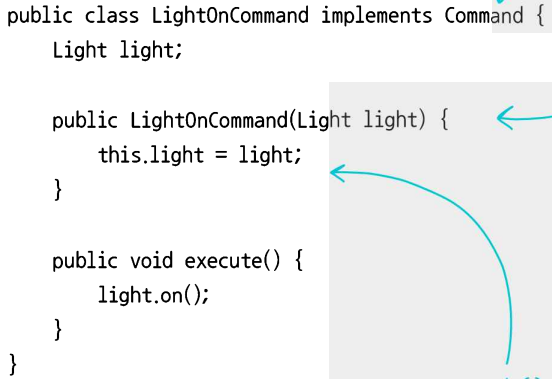 public class LightOnCommand implements Command {
    Light light;
    public LightOnCommand(Light light) {
        this.light = light;
    }
    public void execute() {
        light.on();
    }
}